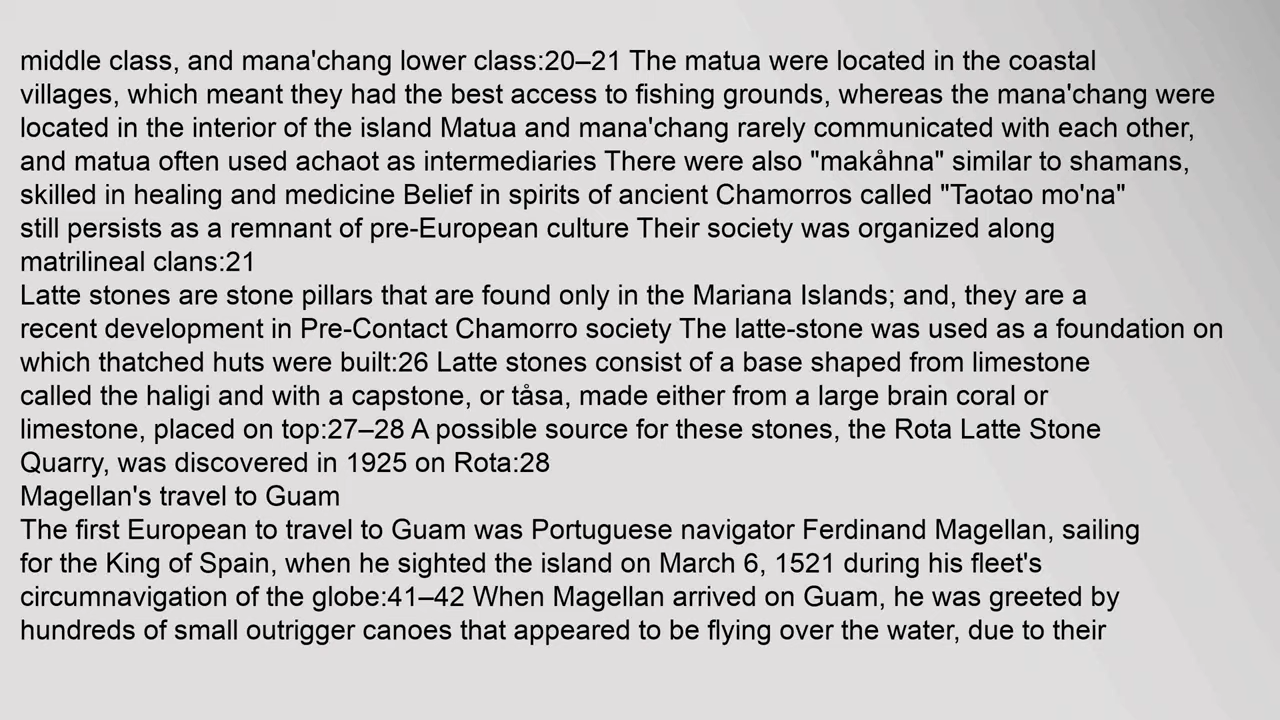 middle class, and mana'chang lower class:20–21 The matua were located in the coastal
villages, which meant they had the best access to fishing grounds, whereas the mana'chang were
located in the interior of the island Matua and mana'chang rarely communicated with each other,
and matua often used achaot as intermediaries There were also "makåhna" similar to shamans,
skilled in healing and medicine Belief in spirits of ancient Chamorros called "Taotao mo'na"
still persists as a remnant of pre-European culture Their society was organized along
matrilineal clans:21
Latte stones are stone pillars that are found only in the Mariana Islands; and, they are a
recent development in Pre-Contact Chamorro society The latte-stone was used as a foundation on
which thatched huts were built:26 Latte stones consist of a base shaped from limestone
called the haligi and with a capstone, or tåsa, made either from a large brain coral or
limestone, placed on top:27–28 A possible source for these stones, the Rota Latte Stone
Quarry, was discovered in 1925 on Rota:28
Magellan's travel to Guam
The first European to travel to Guam was Portuguese navigator Ferdinand Magellan, sailing
for the King of Spain, when he sighted the island on March 6, 1521 during his fleet's
circumnavigation of the globe:41–42 When Magellan arrived on Guam, he was greeted by
hundreds of small outrigger canoes that appeared to be flying over the water, due to their